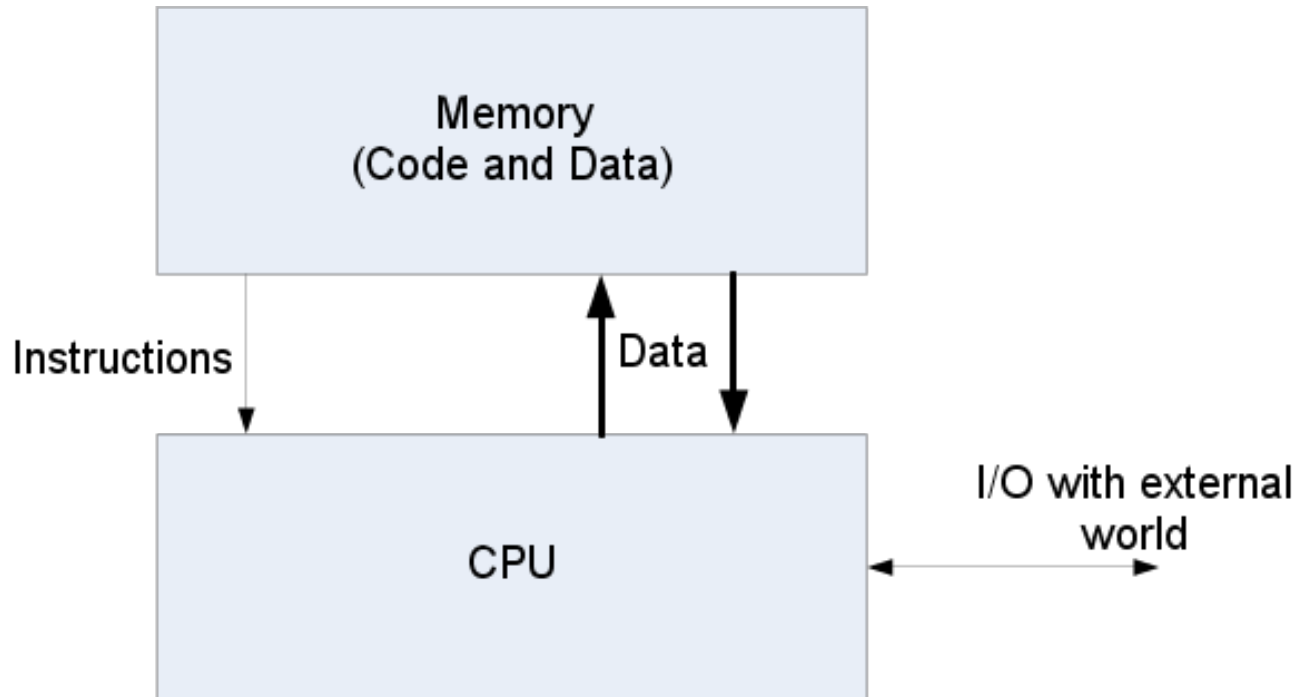 Memory
(Code and Data)
Instructions
Data
I/O with external
world
CPU